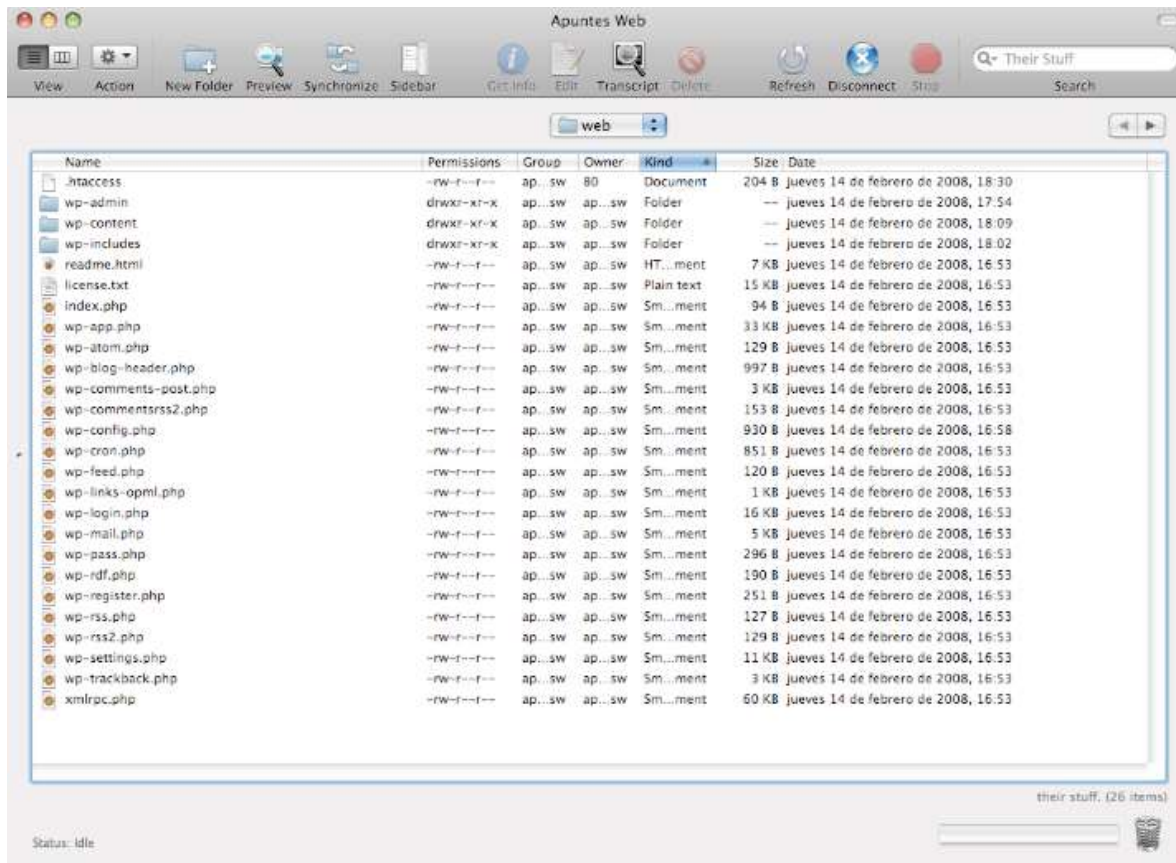 Apuntes Web
View Action New Folder Preview Synchronize Sidebar Get Info Edit Transcript Delete Refresh Disconnect Stop Search
Their Stuff
web
Name Permissions Group Owner Kind Size Date
.htaccess -rw-r--r-- ap...sw 80 Document 204 B jueves 14 de febrero de 2008, 18:30
wp-admin drwxr-xr-x ap...sw ap...sw Folder -- jueves 14 de febrero de 2008, 17:54
wp-content drwxr-xr-x ap...sw ap...sw Folder -- jueves 14 de febrero de 2008, 18:09
wp-includes drwxr-xr-x ap...sw ap...sw Folder -- jueves 14 de febrero de 2008, 18:02
readme.html -rw-r--r-- ap...sw ap...sw HT...ment 7 KB jueves 14 de febrero de 2008, 16:53
license.txt -rw-r--r-- ap...sw ap...sw Plain text 15 KB jueves 14 de febrero de 2008, 16:53
index.php -rw-r--r-- ap...sw ap...sw Sm...ment 94 B jueves 14 de febrero de 2008, 16:53
wp-app.php -rw-r--r-- ap...sw ap...sw Sm...ment 33 KB jueves 14 de febrero de 2008, 16:53
wp-atom.php -rw-r--r-- ap...sw ap...sw Sm...ment 129 B jueves 14 de febrero de 2008, 16:53
wp-blog-header.php -rw-r--r-- ap...sw ap...sw Sm...ment 997 B jueves 14 de febrero de 2008, 16:53
wp-comments-post.php -rw-r--r-- ap...sw ap...sw Sm...ment 3 KB jueves 14 de febrero de 2008, 16:53
wp-commentsrss2.php -rw-r--r-- ap...sw ap...sw Sm...ment 153 B jueves 14 de febrero de 2008, 16:53
wp-config.php -rw-r--r-- ap...sw ap...sw Sm...ment 930 B jueves 14 de febrero de 2008, 16:58
wp-cron.php -rw-r--r-- ap...sw ap...sw Sm...ment 851 B jueves 14 de febrero de 2008, 16:53
wp-feed.php -rw-r--r-- ap...sw ap...sw Sm...ment 120 B jueves 14 de febrero de 2008, 16:53
wp-links-opml.php -rw-r--r-- ap...sw ap...sw Sm...ment 1 KB jueves 14 de febrero de 2008, 16:53
wp-login.php -rw-r--r-- ap...sw ap...sw Sm...ment 16 KB jueves 14 de febrero de 2008, 16:53
wp-mail.php -rw-r--r-- ap...sw ap...sw Sm...ment 5 KB jueves 14 de febrero de 2008, 16:53
wp-pass.php -rw-r--r-- ap...sw ap...sw Sm...ment 296 B jueves 14 de febrero de 2008, 16:53
wp-rdf.php -rw-r--r-- ap...sw ap...sw Sm...ment 190 B jueves 14 de febrero de 2008, 16:53
wp-register.php -rw-r--r-- ap...sw ap...sw Sm...ment 251 B jueves 14 de febrero de 2008, 16:53
wp-rss.php -rw-r--r-- ap...sw ap...sw Sm...ment 127 B jueves 14 de febrero de 2008, 16:53
wp-rss2.php -rw-r--r-- ap...sw ap...sw Sm...ment 129 B jueves 14 de febrero de 2008, 16:53
wp-settings.php -rw-r--r-- ap...sw ap...sw Sm...ment 11 KB jueves 14 de febrero de 2008, 16:53
wp-trackback.php -rw-r--r-- ap...sw ap...sw Sm...ment 3 KB jueves 14 de febrero de 2008, 16:53
xmlrpc.php -rw-r--r-- ap...sw ap...sw Sm...ment 60 KB jueves 14 de febrero de 2008, 16:53
their stuff. (26 items)
Status: Idle